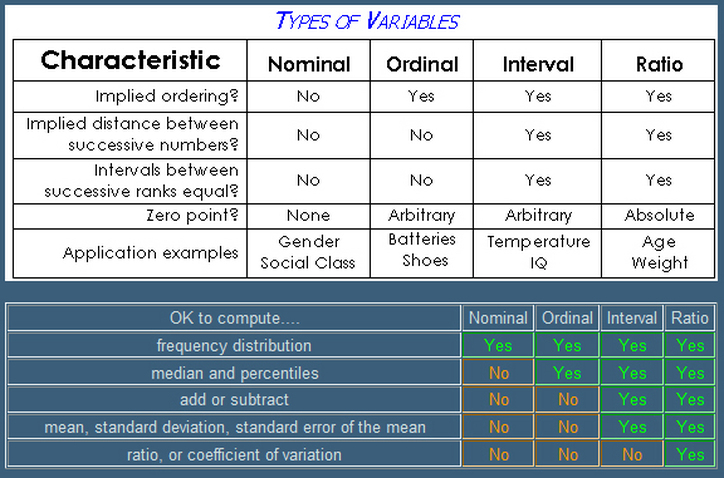 TYPES OF VARIABLES
Characteristic Nominal Ordinal Interval Ratio
Implied ordering? No Yes Yes Yes
Implied distance between
successive numbers? No No Yes Yes
Intervals between
successive ranks equal? No No Yes Yes
Zero point? None Arbitrary Arbitrary Absolute
Application examples
Gender Batteries Temperature Age
Social Class Shoes IQ Weight
OK to compute.... Nominal Ordinal Interval Ratio
frequency distribution Yes Yes Yes Yes
median and percentiles No Yes Yes Yes
add or subtract No No Yes Yes
mean, standard deviation, standard error of the mean No No Yes Yes
ratio, or coefficient of variation No No No Yes